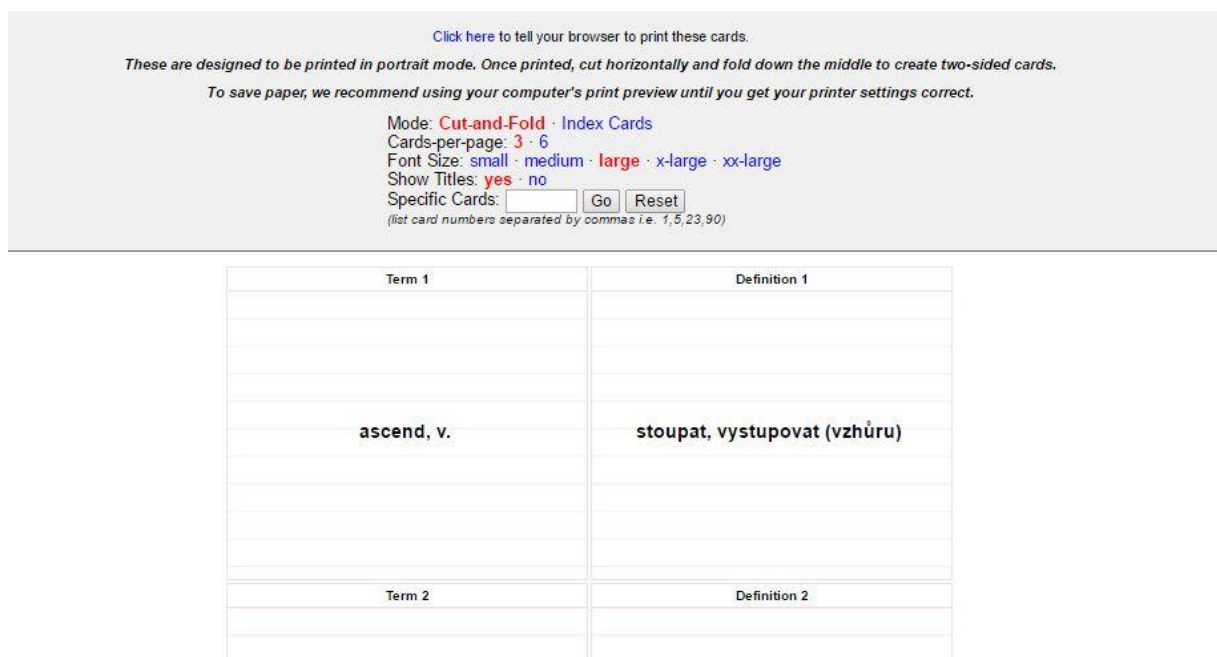 Click here to tell your browser to print these cards.
These are designed to be printed in portrait mode. Once printed, cut horizontally and fold down the middle to create two-sided cards.
To save paper, we recommend using your computer's print preview until you get your printer settings correct.
Mode: Cut-and-Fold · Index Cards
Cards-per-page: 3 · 6
Font Size: small · medium · large · x-large · xx-large
Show Titles: yes · no
Specific Cards: Go Reset
(list card numbers separated by commas i.e. 1,5,23,90)
Term 1 Definition 1
ascend, v. stoupat, vystupovat (vzhůru)
Term 2 Definition 2